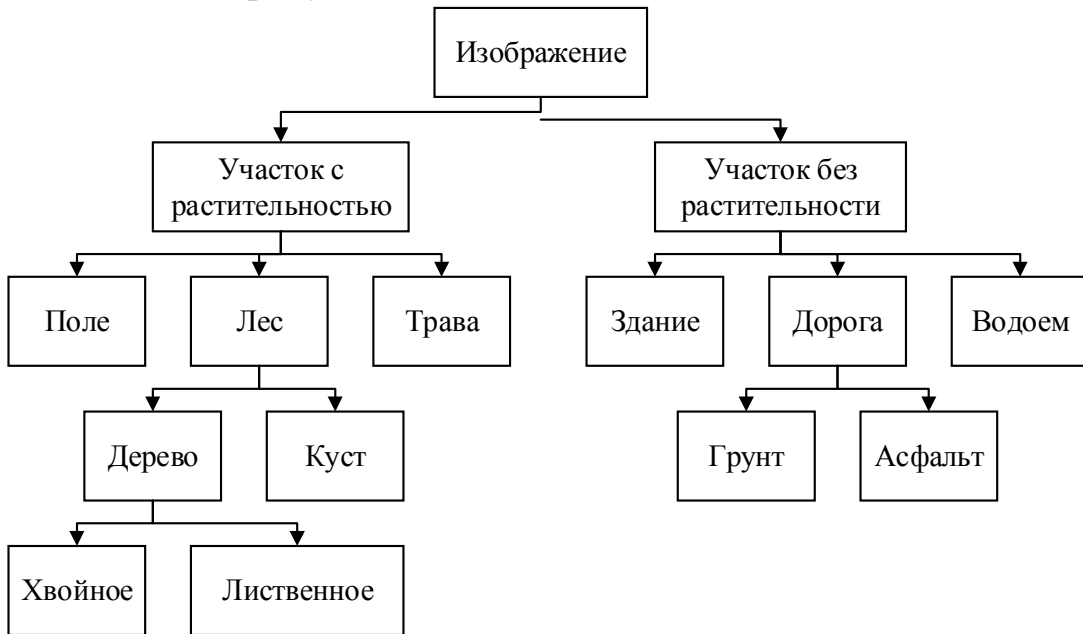 Изображение
Участок с
растительностью
Участок без
растительности
Поле
Лес
Трава
Здание
Дорога
Водоем
Дерево
Куст
Грунт
Асфальт
Хвойное
Лиственное